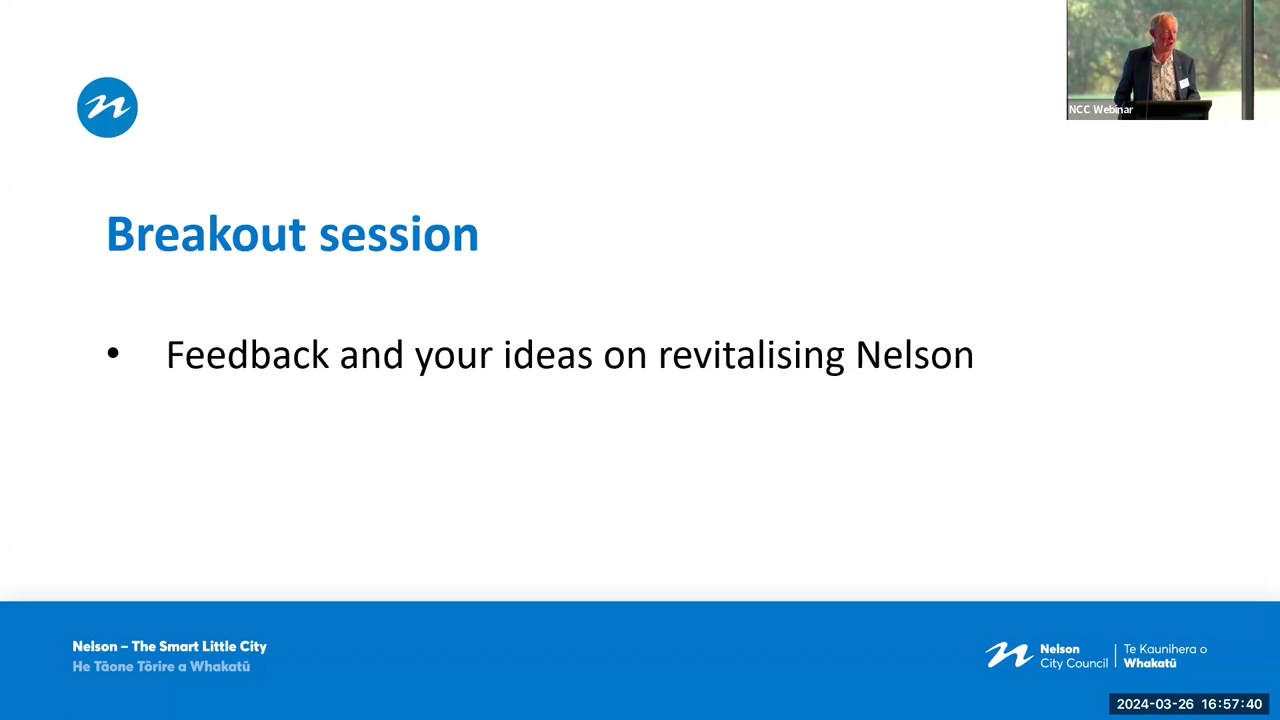 NCC Webinar
Breakout session
• Feedback and your ideas on revitalising Nelson
Nelson – The Smart Little City
He Tāone Tōrire a Whakatū
Nelson
City Council
Te Kaunihera o
Whakatū
2024-03-26 16:57:40